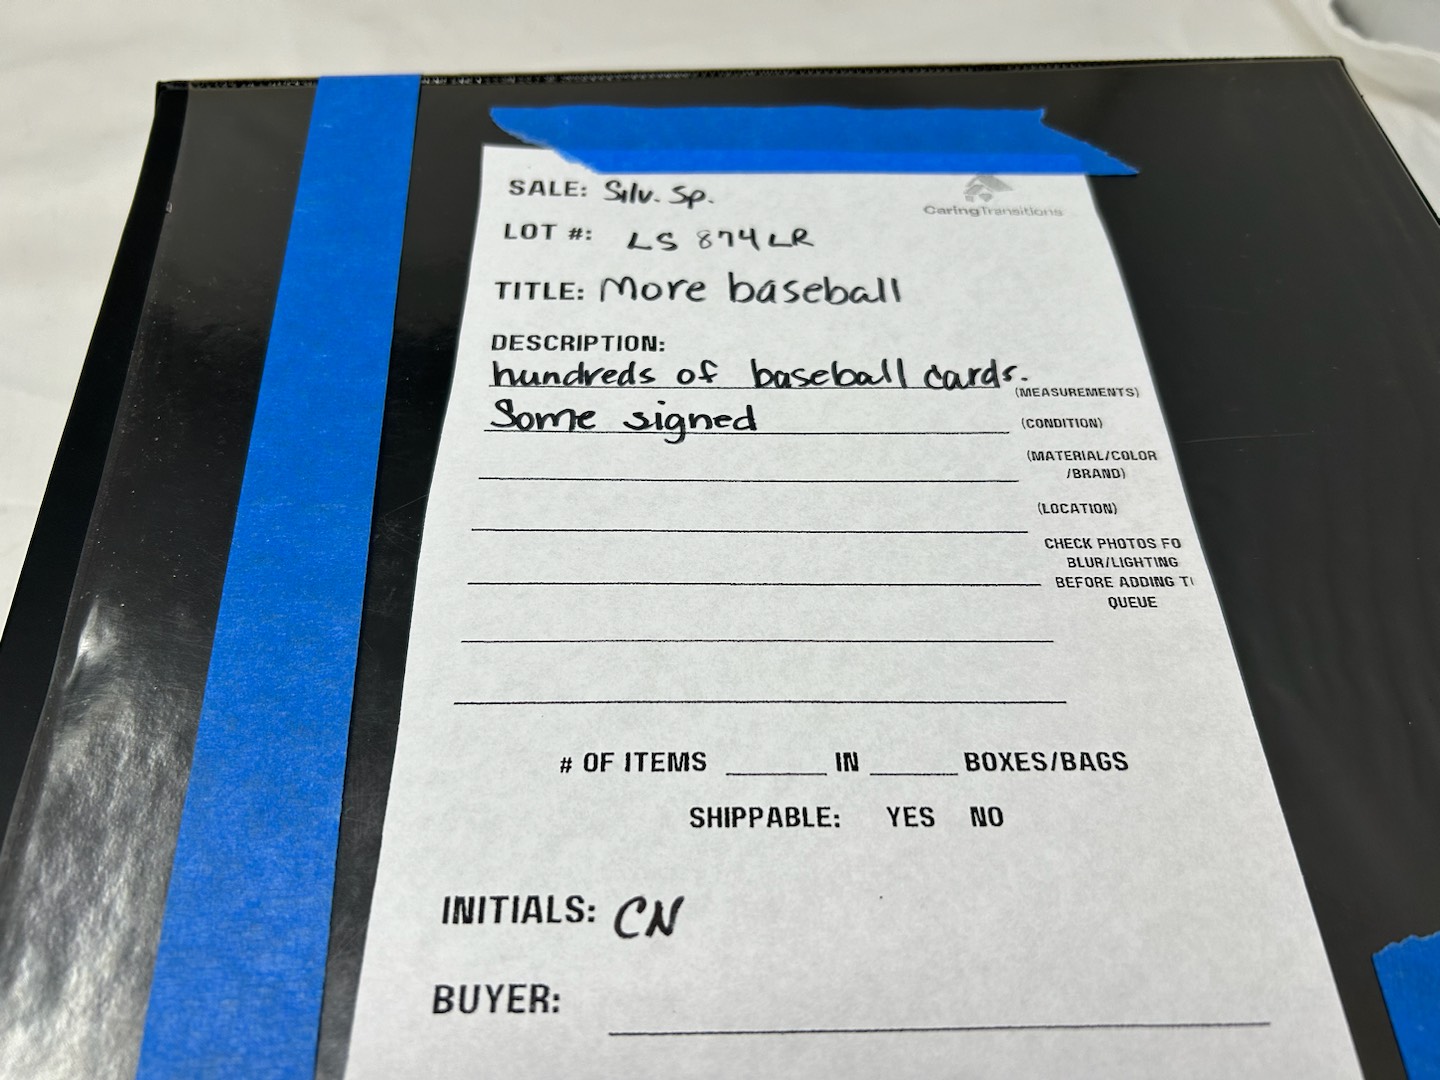 SALE: Silv. Sp.
CaringTransitions
LOT #: LS 874LR
TITLE: More baseball
DESCRIPTION:
hundreds of baseball cards.
(MEASUREMENTS)
Some signed
(CONDITION)
(MATERIAL/COLOR
/BRAND)
(LOCATION)
CHECK PHOTOS FO
BLUR/LIGHTING
BEFORE ADDING T
QUEUE
# OF ITEMS ______ IN ______ BOXES/BAGS
SHIPPABLE: YES NO
INITIALS: CN
BUYER: